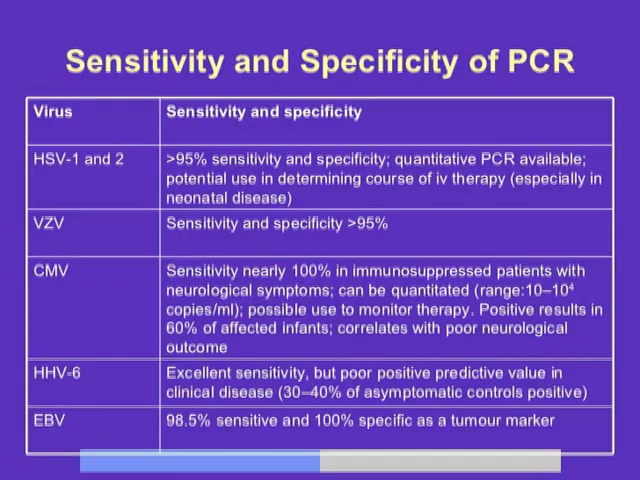 Sensitivity and Specificity of PCR
Virus
Sensitivity and specificity
HSV-1 and 2
>95% sensitivity and specificity; quantitative PCR available;
potential use in determining course of iv therapy (especially in
neonatal disease)
VZV
Sensitivity and specificity >95%
CMV
Sensitivity nearly 100% in immunosuppressed patients with
neurological symptoms; can be quantitated (range:10–10⁴
copies/ml); possible use to monitor therapy. Positive results in
60% of affected infants; correlates with poor neurological
outcome
HHV-6
Excellent sensitivity, but poor positive predictive value in
clinical disease (30–40% of asymptomatic controls positive)
EBV
98.5% sensitive and 100% specific as a tumour marker